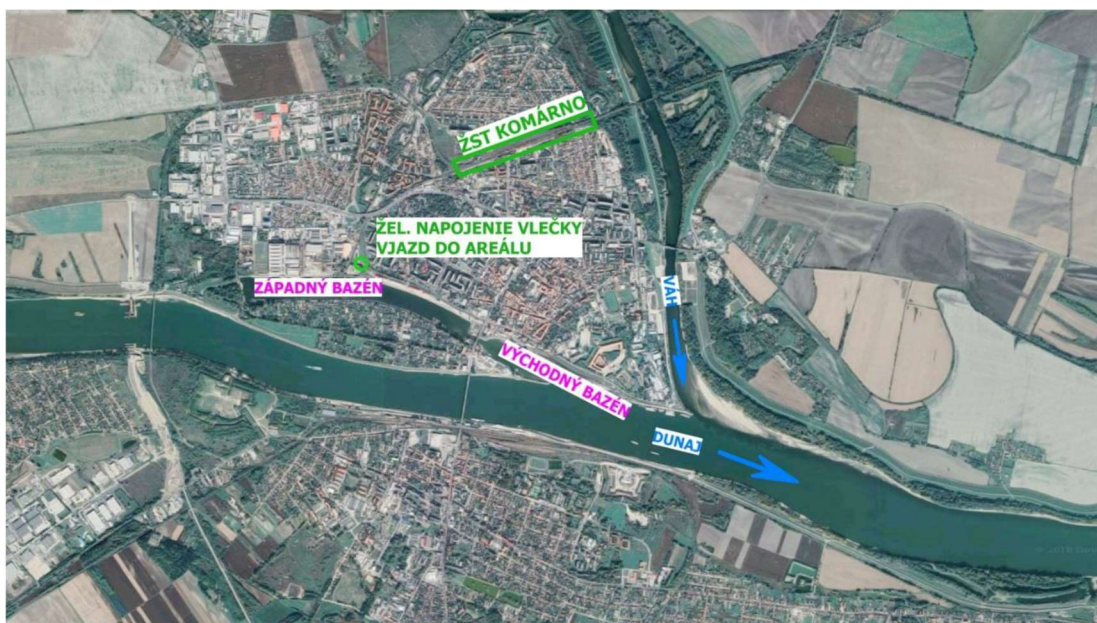 ŽST KOMÁRNO
ŽEL. NAPOJENIE VLEČKY
VJAZD DO AREÁLU
ZÁPADNÝ BAZÉN
VÁH
VÝCHODNÝ BAZÉN
DUNAJ